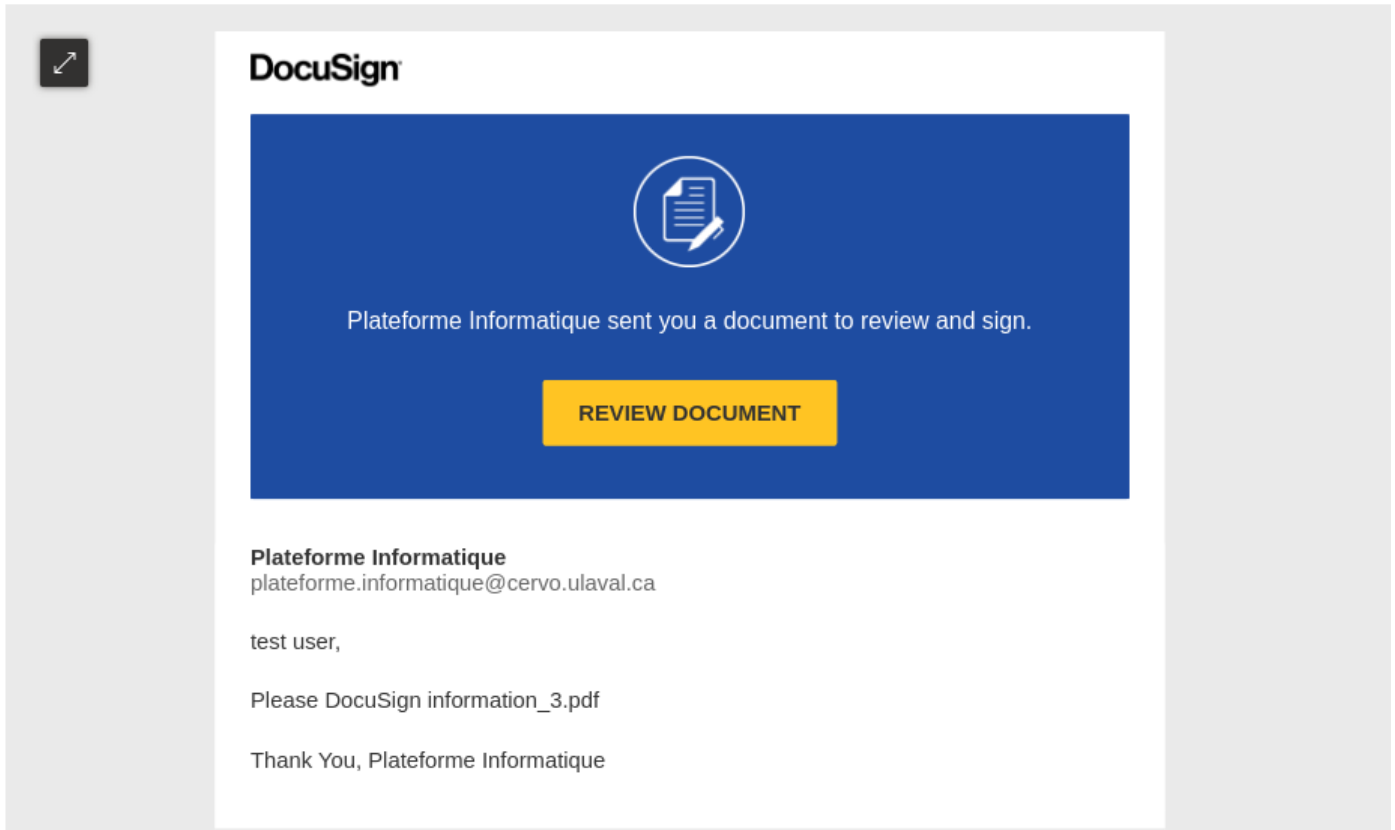 DocuSign
Plateforme Informatique sent you a document to review and sign.
REVIEW DOCUMENT
Plateforme Informatique
plateforme.informatique@cervo.ulaval.ca
test user,
Please DocuSign information_3.pdf
Thank You, Plateforme Informatique